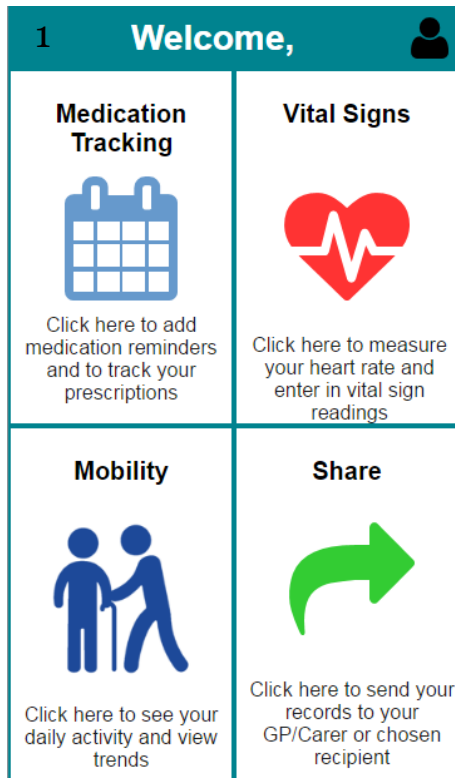 1
Welcome,
Medication
Tracking
Click here to add
medication reminders
and to track your
prescriptions
Vital Signs
Click here to measure
your heart rate and
enter in vital sign
readings
Mobility
Click here to see your
daily activity and view
trends
Share
Click here to send your
records to your
GP/Carer or chosen
recipient